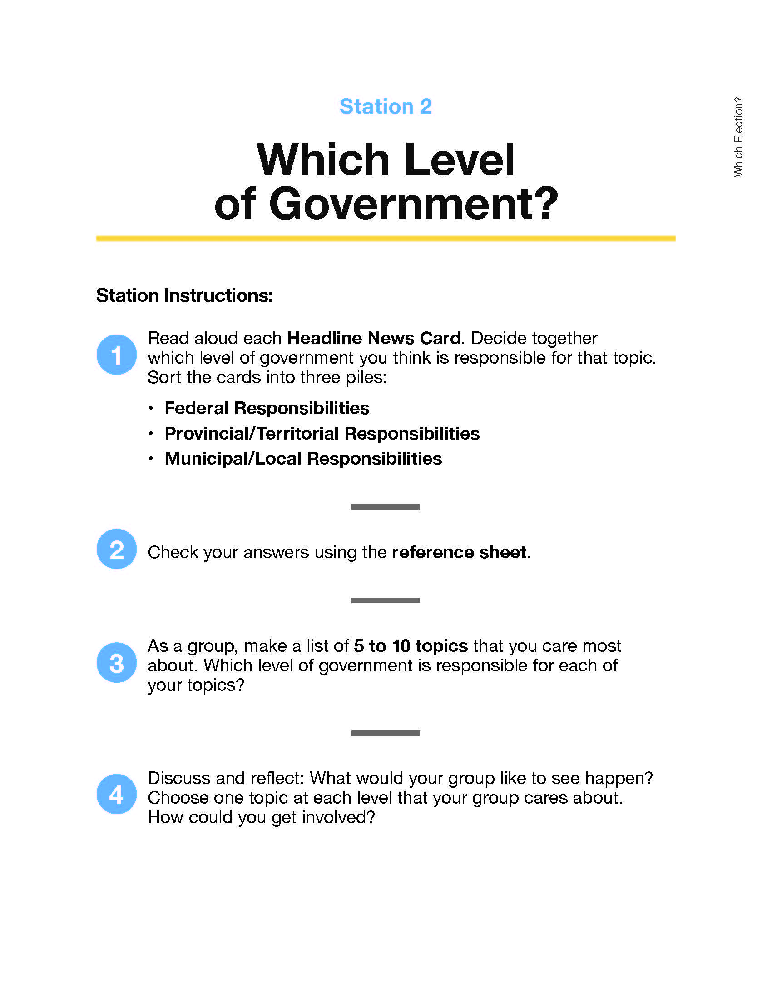 Station 2
Which Election?
Which Level
of Government?
Station Instructions:
1
Read aloud each Headline News Card. Decide together
which level of government you think is responsible for that topic.
Sort the cards into three piles:
• Federal Responsibilities
• Provincial/Territorial Responsibilities
• Municipal/Local Responsibilities
2
Check your answers using the reference sheet.
3
As a group, make a list of 5 to 10 topics that you care most
about. Which level of government is responsible for each of
your topics?
4
Discuss and reflect: What would your group like to see happen?
Choose one topic at each level that your group cares about.
How could you get involved?